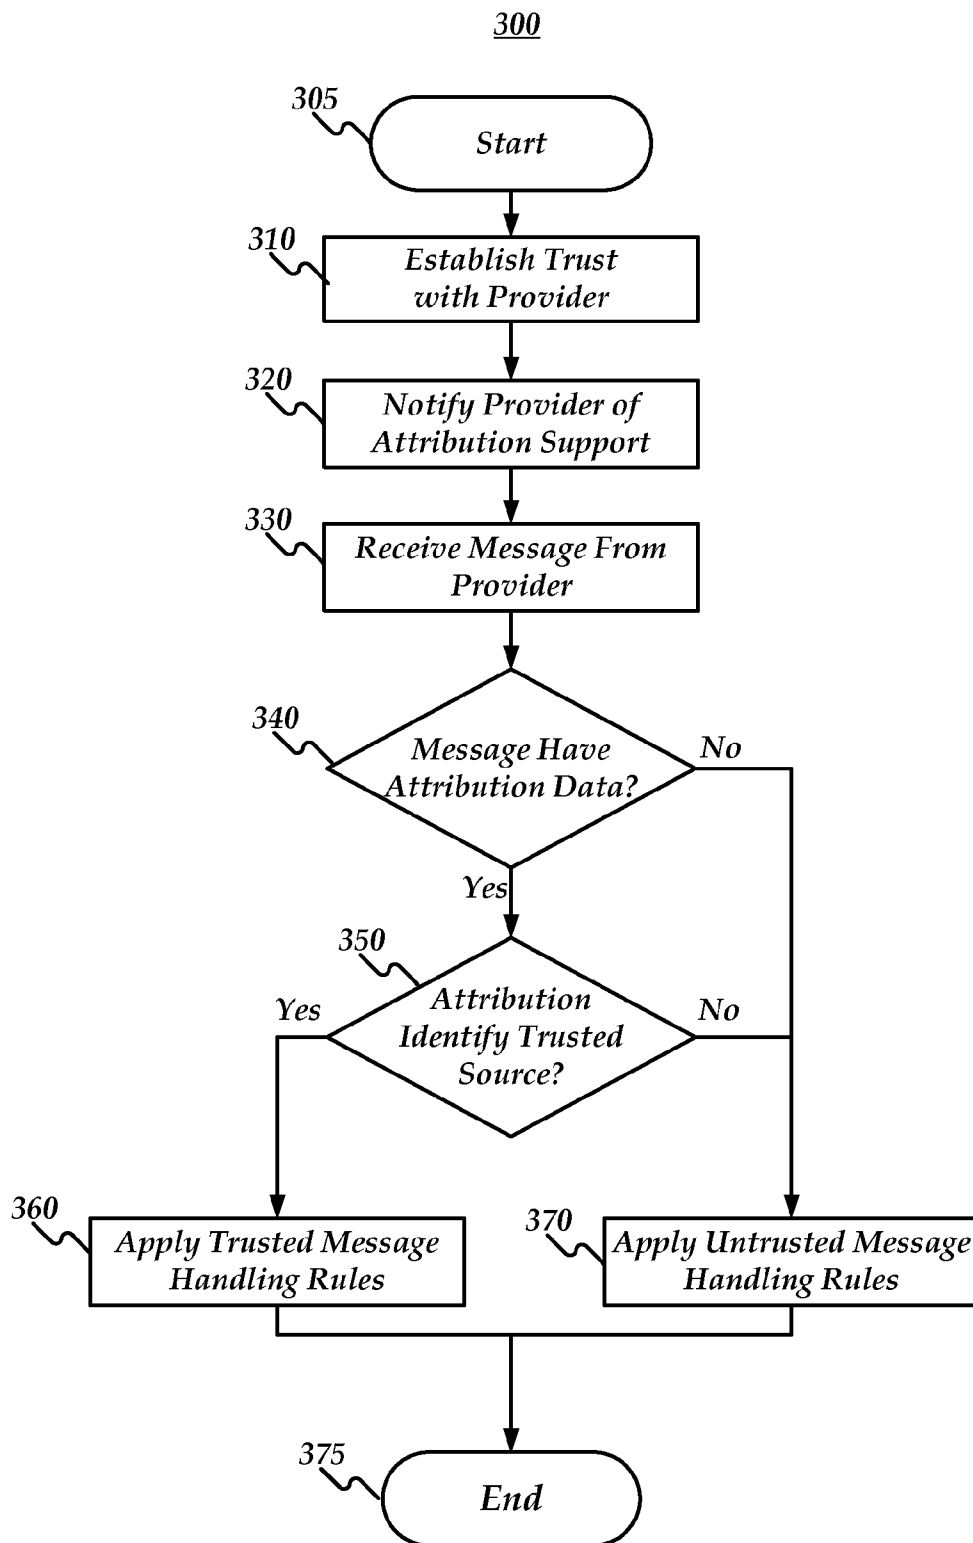 300
305
Start
310
Establish Trust
with Provider
320
Notify Provider of
Attribution Support
330
Receive Message From
Provider
340
Message Have
Attribution Data?
No
Yes
350
Attribution
Identify Trusted
Source?
Yes
No
360
Apply Trusted Message
Handling Rules
370
Apply Untrusted Message
Handling Rules
375
End